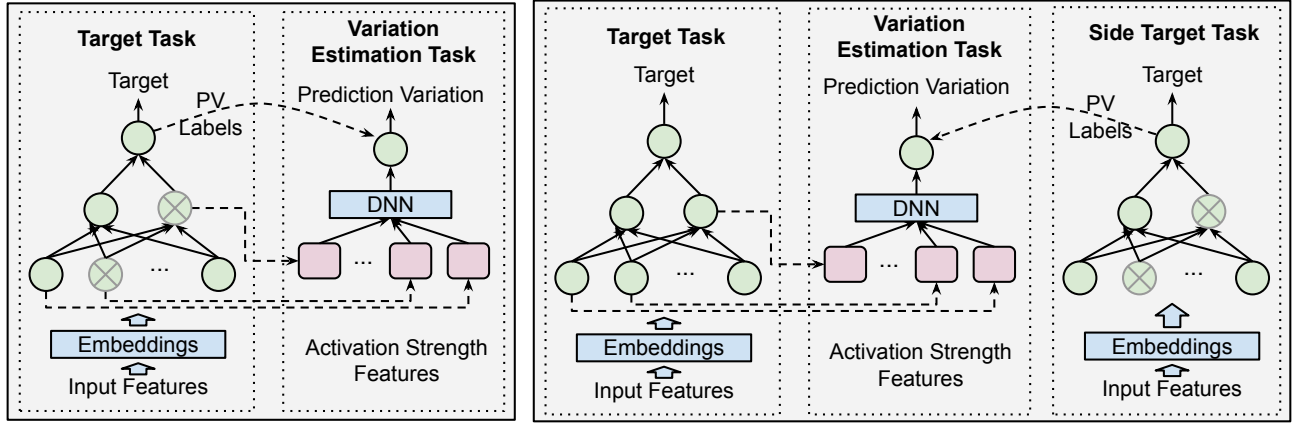 Target Task
Variation
Estimation Task
Target
PV
Labels
Prediction Variation
DNN
...
...
Embeddings
Input Features
Activation Strength
Features
Target Task
Variation
Estimation Task
Side Target Task
Target
Prediction Variation
Target
PV
Labels
DNN
...
...
...
Embeddings
Input Features
Activation Strength
Features
Embeddings
Input Features